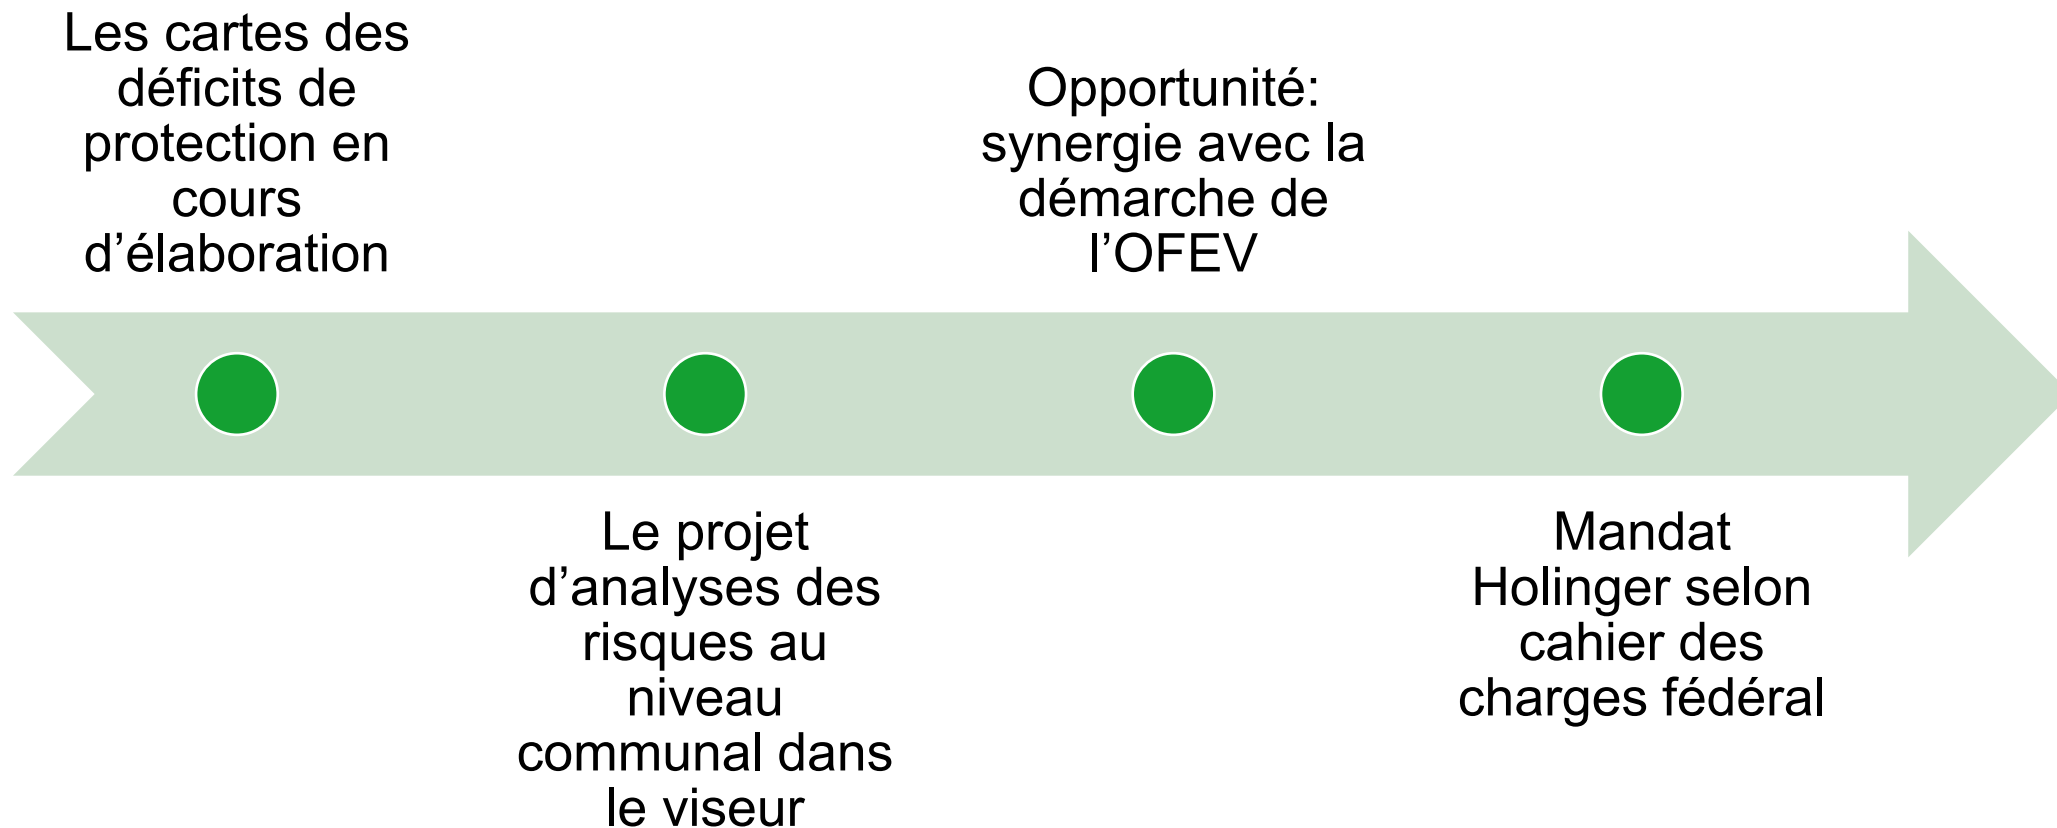 Les cartes des
déficits de
protection en
cours
d’élaboration
Le projet
d’analyses des
risques au
niveau
communal dans
le viseur
Opportunité:
synergie avec la
démarche de
l’OFEV
Mandat
Holinger selon
cahier des
charges fédéral